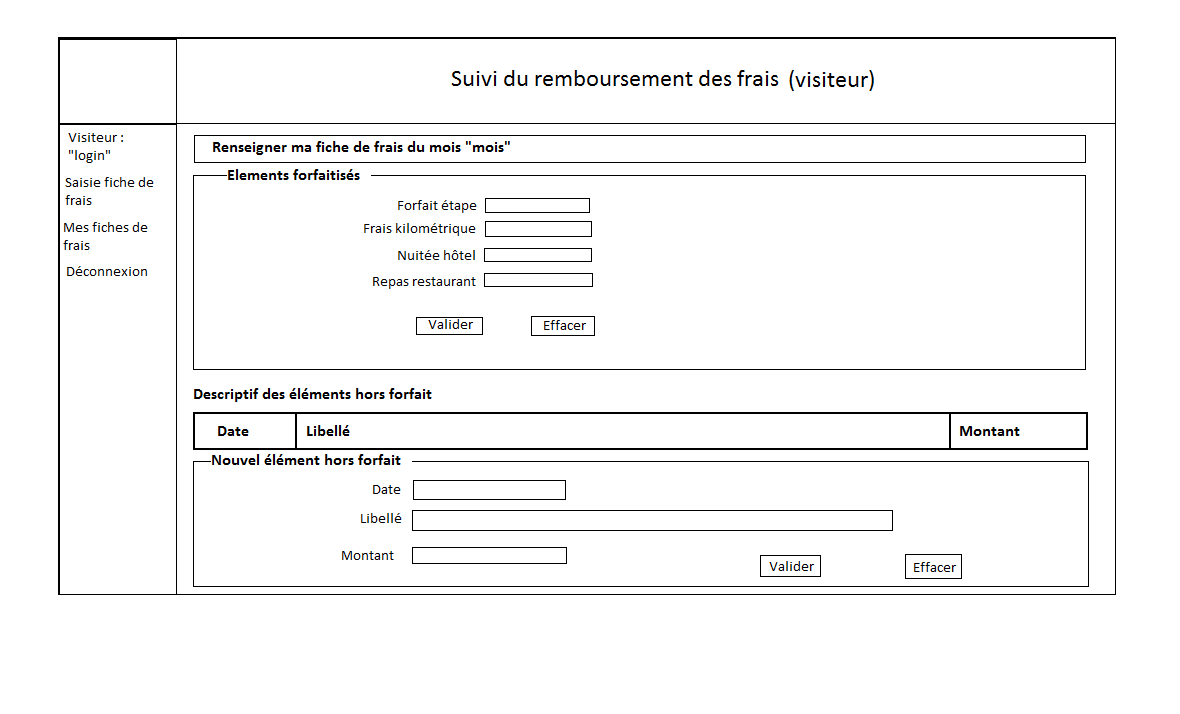 Suivi du remboursement des frais (visiteur)
Visiteur :
"login"
Saisie fiche de
frais
Mes fiches de
frais
Déconnexion
Renseigner ma fiche de frais du mois "mois"
Elements forfaitisés
Forfait étape
Frais kilométrique
Nuitée hôtel
Repas restaurant
Valider Effacer
Descriptif des éléments hors forfait
Date Libellé Montant
Nouvel élément hors forfait
Date
Libellé
Montant
Valider Effacer